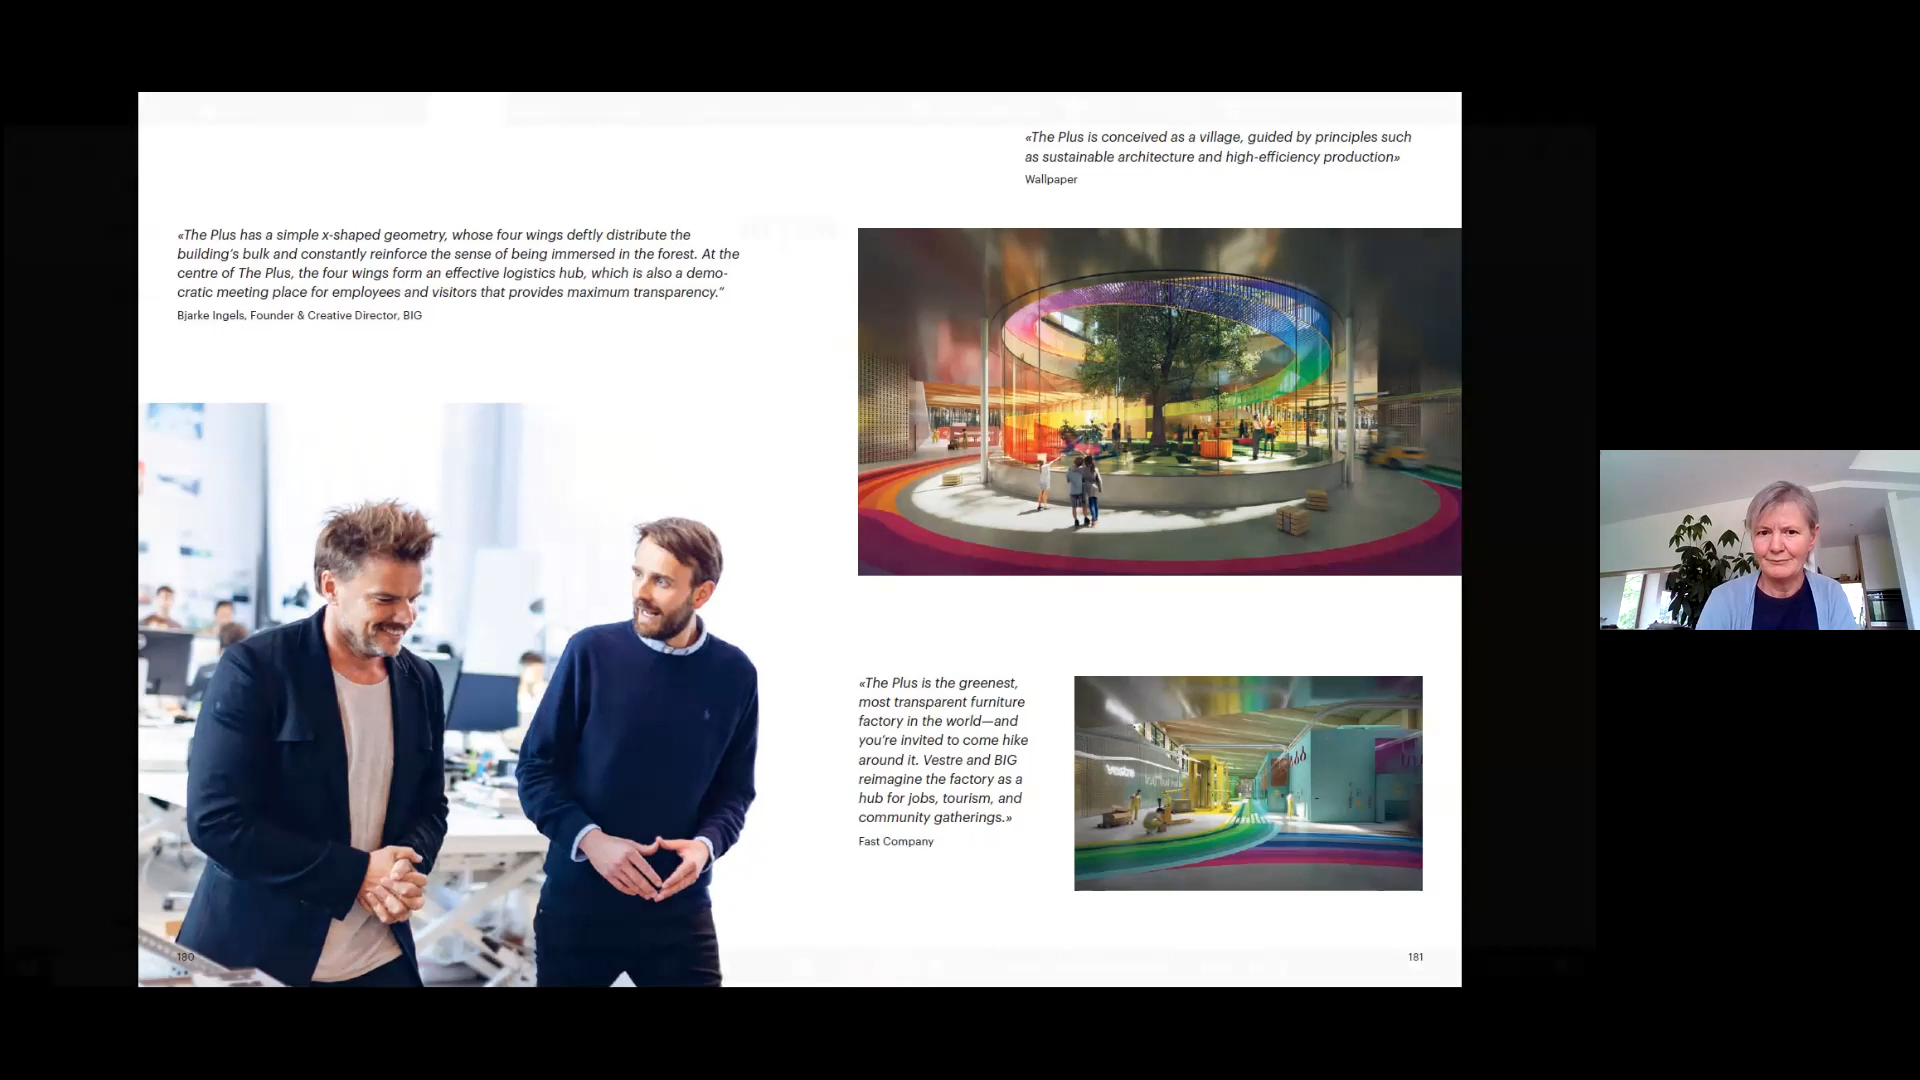 «The Plus is conceived as a village, guided by principles such
as sustainable architecture and high-efficiency production»
Wallpaper
«The Plus has a simple x-shaped geometry, whose four wings deftly distribute the
building’s bulk and constantly reinforce the sense of being immersed in the forest. At the
centre of The Plus, the four wings form an effective logistics hub, which is also a demo-
cratic meeting place for employees and visitors that provides maximum transparency.”
Bjarke Ingels, Founder & Creative Director, BIG
«The Plus is the greenest,
most transparent furniture
factory in the world—and
you’re invited to come hike
around it. Vestre and BIG
reimagine the factory as a
hub for jobs, tourism, and
community gatherings.»
Fast Company
vestre
180
181